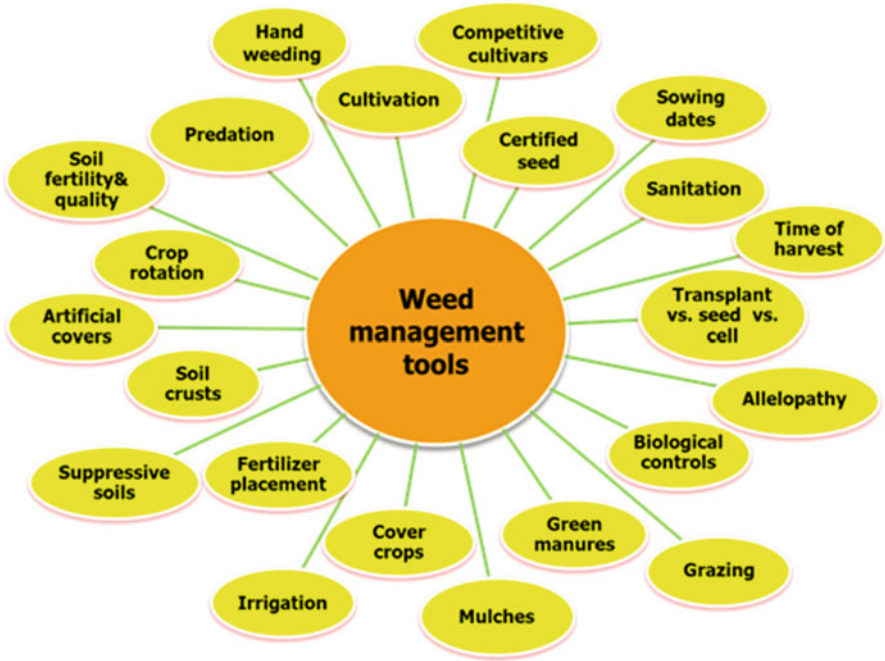 Hand
weeding
Competitive
cultivars
Cultivation
Sowing
dates
Predation
Certified
seed
Soil
fertility&
quality
Sanitation
Time of
harvest
Crop
rotation
Weed
management
tools
Transplant
vs. seed vs.
cell
Artificial
covers
Soil
crusts
Allelopathy
Biological
controls
Suppressive
soils
Fertilizer
placement
Cover
crops
Green
manures
Grazing
Irrigation
Mulches